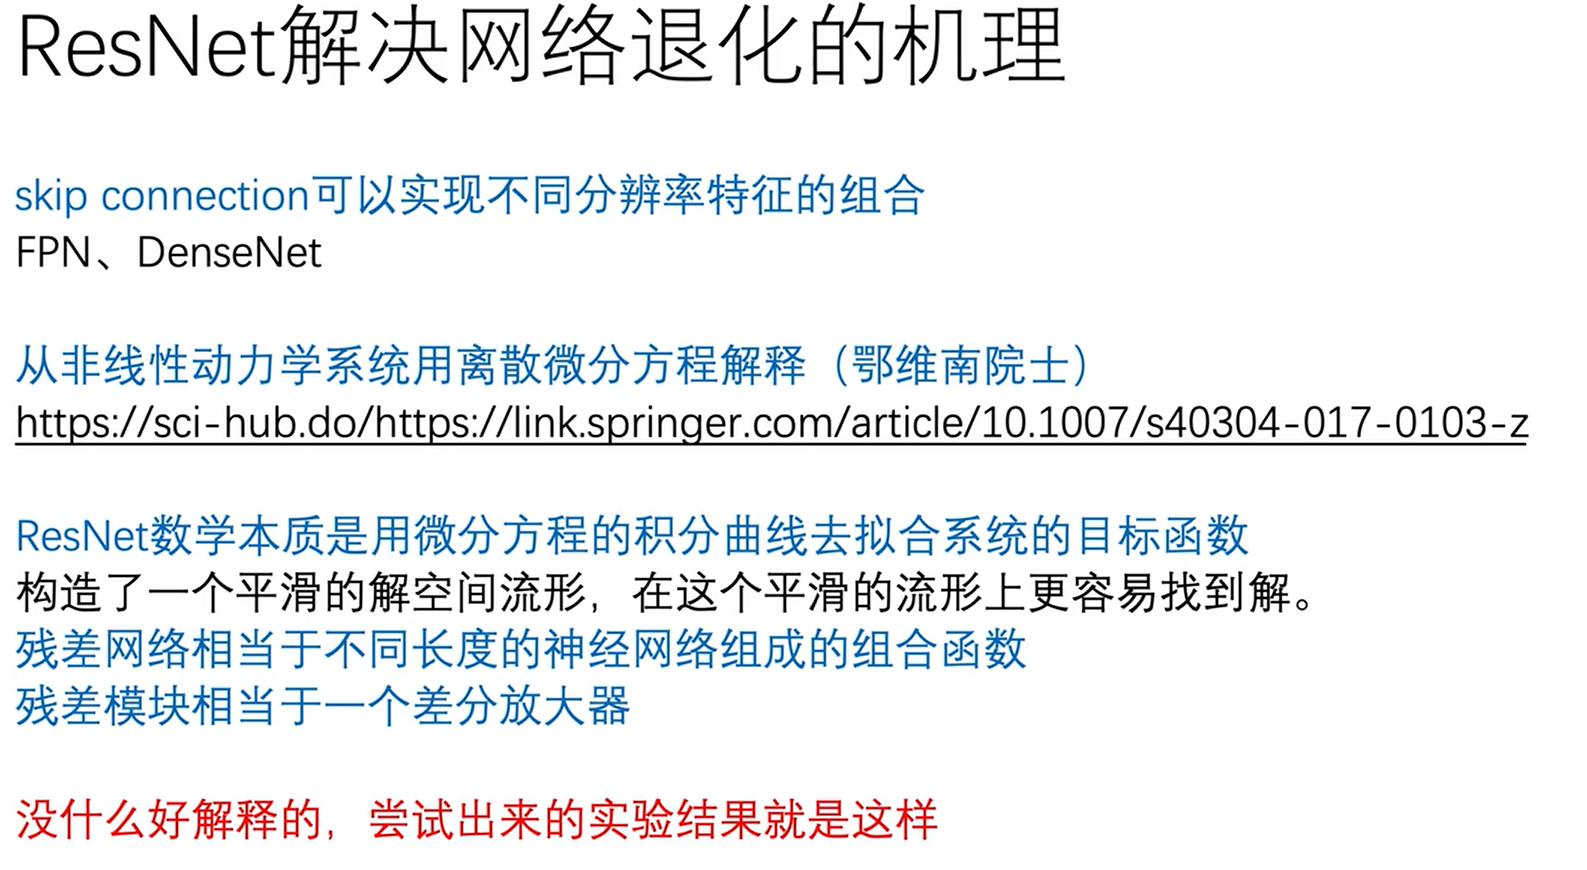 ResNet解决网络退化的机理
skip connection可以实现不同分辨率特征的组合
FPN、DenseNet
从非线性动力学系统用离散微分方程解释（鄂维南院士）
https://sci-hub.do/https://link.springer.com/article/10.1007/s40304-017-0103-z
ResNet数学本质是用微分方程的积分曲线去拟合系统的目标函数
构造了一个平滑的解空间流形，在这个平滑的流形上更容易找到解。
残差网络相当于不同长度的神经网络组成的组合函数
残差模块相当于一个差分放大器
没什么好解释的，尝试出来的实验结果就是这样